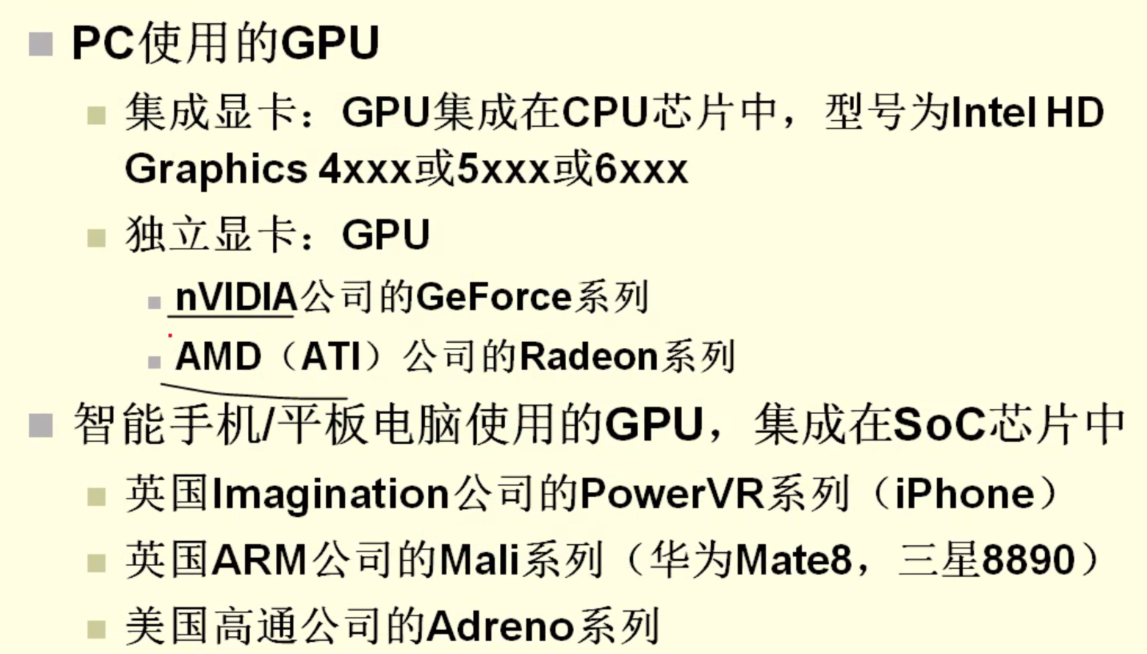 PC使用的GPU
集成显卡：GPU集成在CPU芯片中，型号为Intel HD
Graphics 4xxx或5xxx或6xxx
独立显卡：GPU
nVIDIA公司的GeForce系列
AMD（ATI）公司的Radeon系列
智能手机/平板电脑使用的GPU，集成在SoC芯片中
英国Imagination公司的PowerVR系列（iPhone）
英国ARM公司的Mali系列（华为Mate8，三星8890）
美国高通公司的Adreno系列